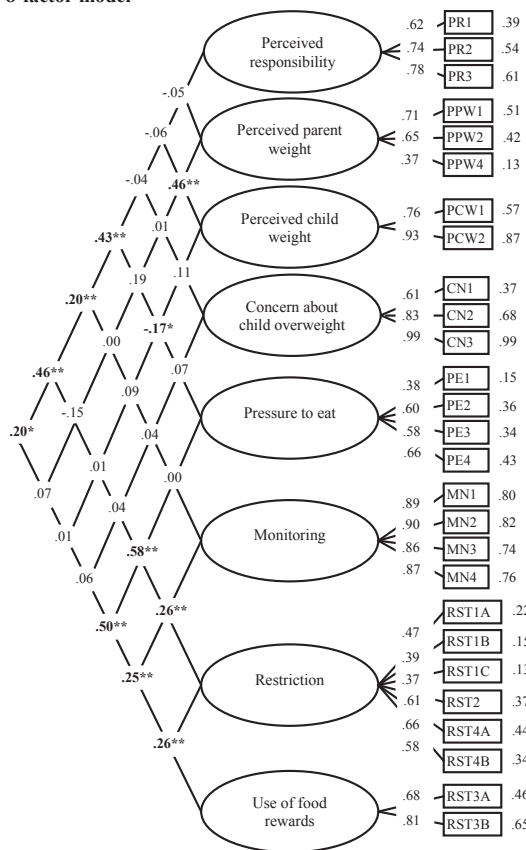 8-factor model
.62 PR1 .39
Perceived
responsibility
.74 PR2 .54
.78 PR3 .61
-.05
.71 PPW1 .51
-.06
Perceived parent
weight
.65 PPW2 .42
.37 PPW4 .13
-.04
.46**
.76 PCW1 .57
Perceived child
weight
.01
.93 PCW2 .87
.43**
.11
.19
.61 CN1 .37
.20**
Concern about
child overweight
.83 CN2 .68
-.17*
.99 CN3 .99
.00
.07
.46**
.38 PE1 .15
.09
.60 PE2 .36
-.15
Pressure to eat
.58 PE3 .34
.20*
.04
.66 PE4 .43
.01
.00
.07
.89 MN1 .80
.04
.90 MN2 .82
.01
Monitoring
.58**
.86 MN3 .74
.06
.87 MN4 .76
.26**
RST1A .22
.50**
.47
RST1B .15
.39
.37 RST1C .13
.25**
Restriction
.61 RST2 .37
.66 RST4A .44
.58
.26**
RST4B .34
.68 RST3A .46
Use of food
rewards
.81 RST3B .65